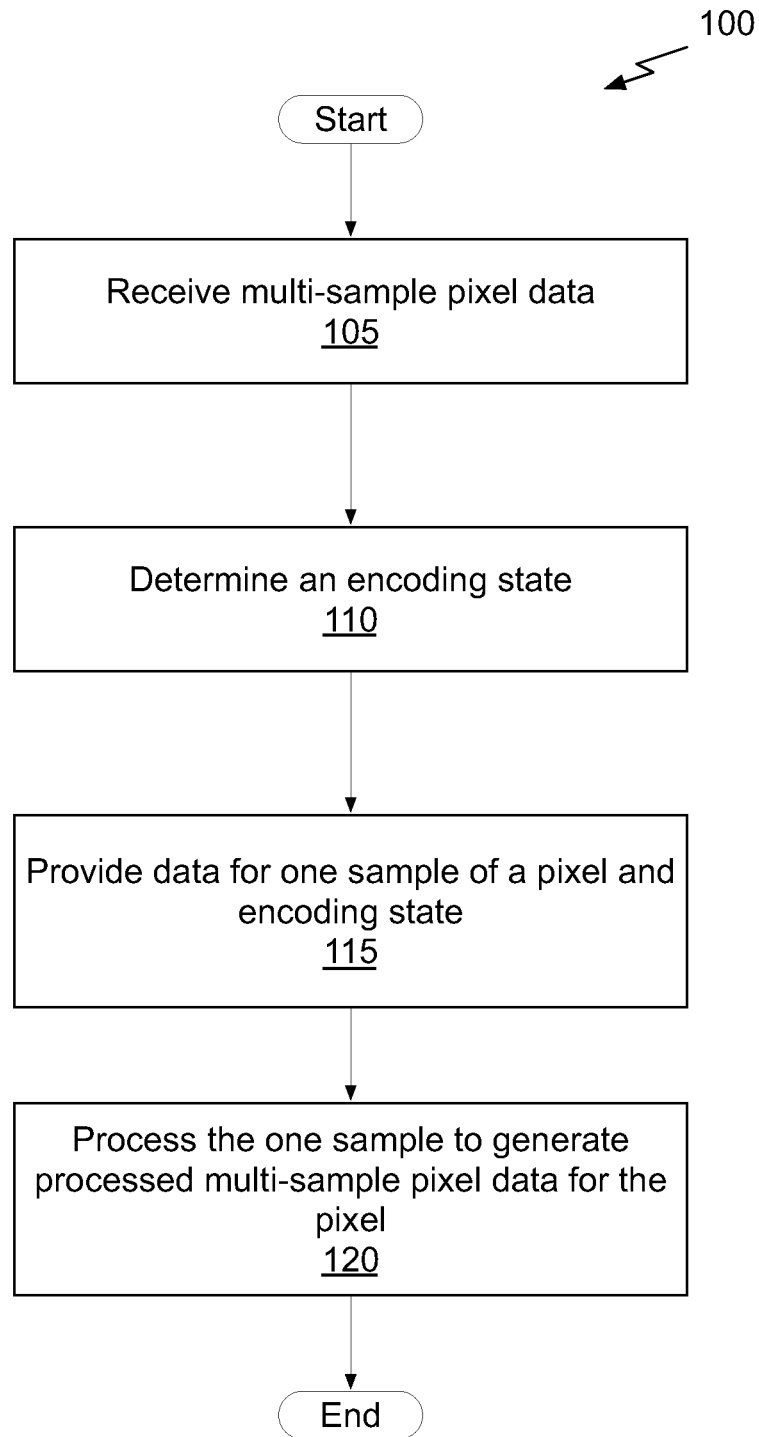 100
Start
Receive multi-sample pixel data
105
Determine an encoding state
110
Provide data for one sample of a pixel and
encoding state
115
Process the one sample to generate
processed multi-sample pixel data for the
pixel
120
End